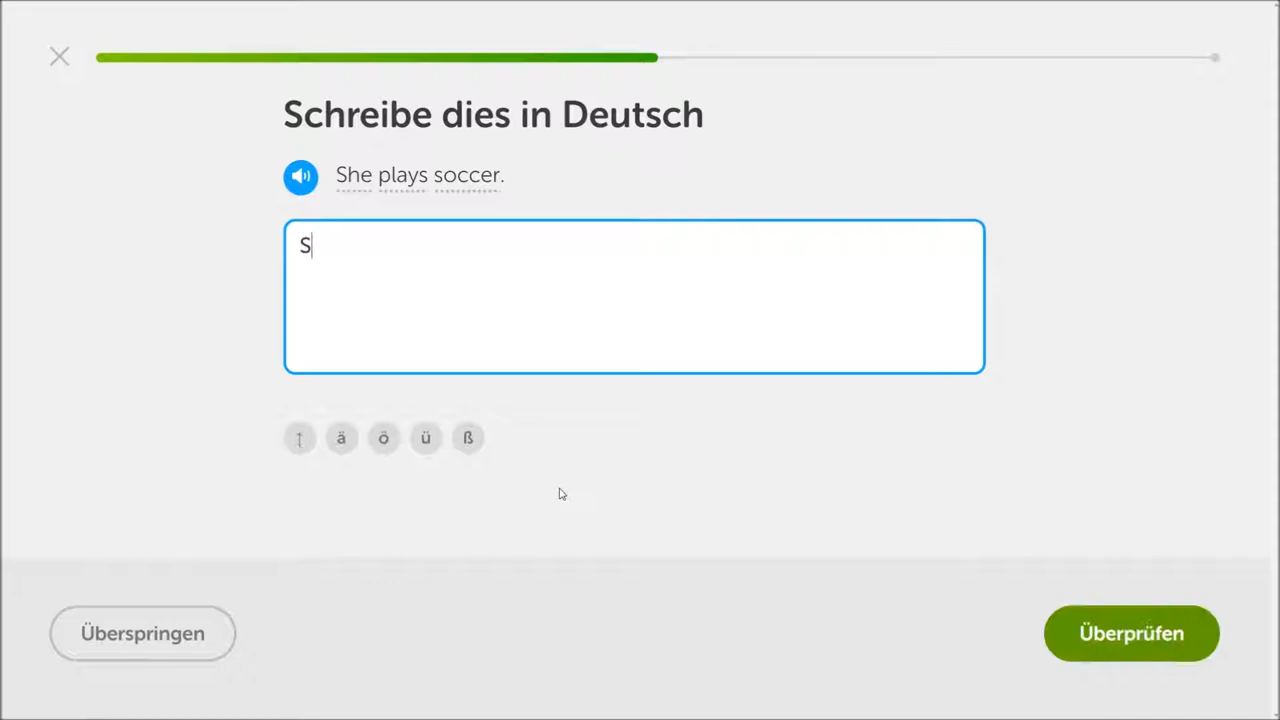 Schreibe dies in Deutsch
She plays soccer.
S
↑ ä ö ü ß
Überspringen
Überprüfen